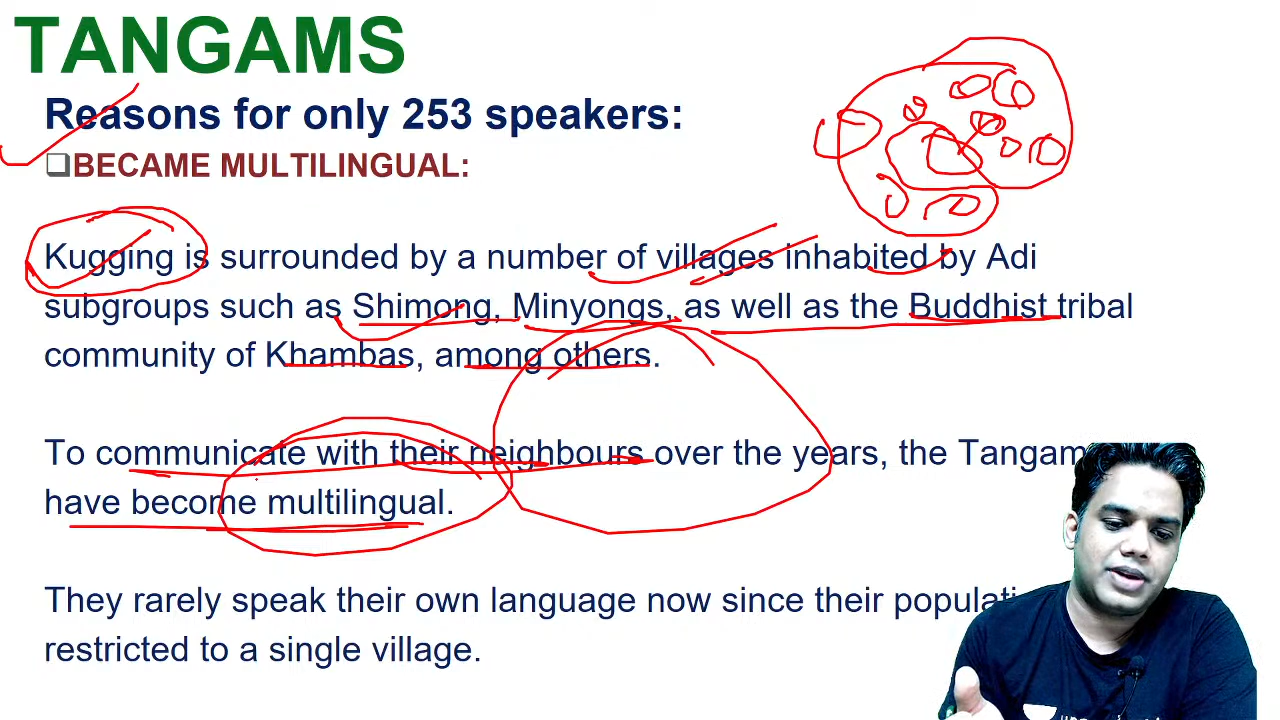 TANGAMS
Reasons for only 253 speakers:
❑BECAME MULTILINGUAL:
Kugging is surrounded by a number of villages inhabited by Adi
subgroups such as Shimong, Minyongs, as well as the Buddhist tribal
community of Khambas, among others.
To communicate with their neighbours over the years, the Tangam
have become multilingual.
They rarely speak their own language now since their populati
restricted to a single village.